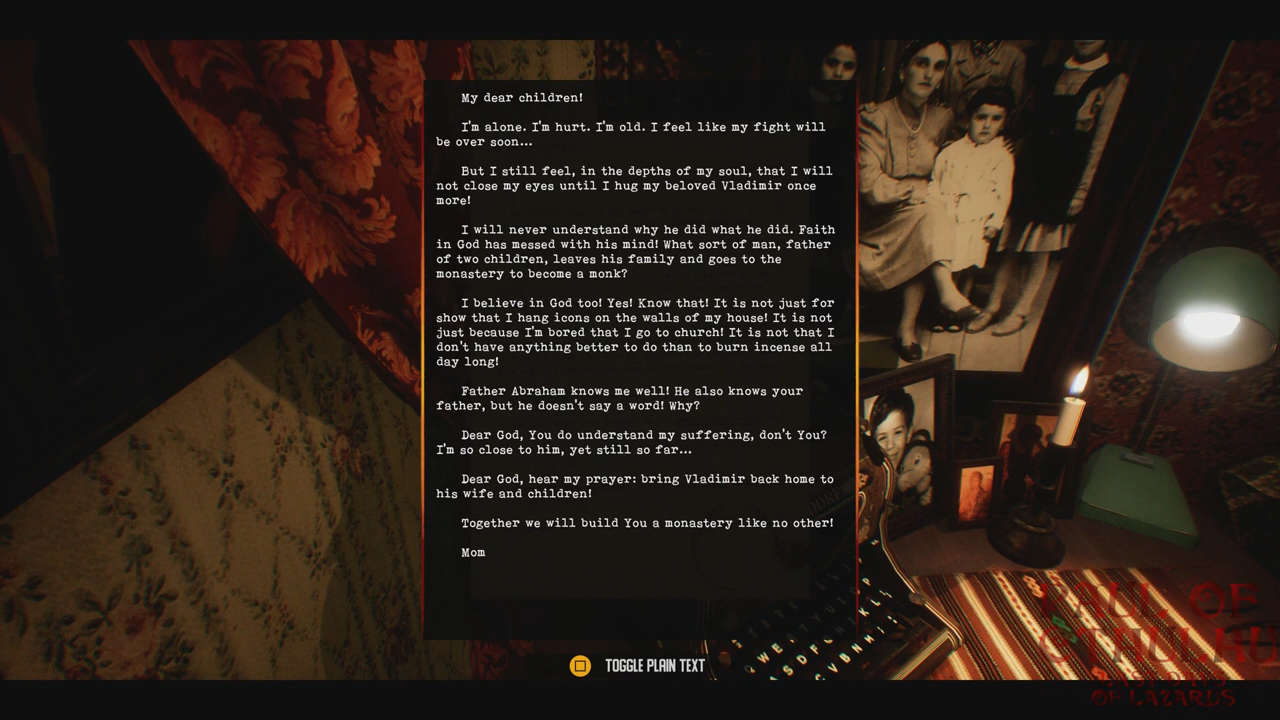 My dear children!
I'm alone. I'm hurt. I'm old. I feel like my fight will
be over soon...
But I still feel, in the depths of my soul, that I will
not close my eyes until I hug my beloved Vladimir once
more!
I will never understand why he did what he did. Faith
in God has messed with his mind! What sort of man, father
of two children, leaves his family and goes to the
monastery to become a monk?
I believe in God too! Yes! Know that! It is not just for
show that I hang icons on the walls of my house! It is not
just because I'm bored that I go to church! It is not that I
don't have anything better to do than to burn incense all
day long!
Father Abraham knows me well! He also knows your
father, but he doesn't say a word! Why?
Dear God, You do understand my suffering, don't You?
I'm so close to him, yet still so far...
Dear God, hear my prayer: bring Vladimir back home to
his wife and children!
Together we will build You a monastery like no other!
Mom
TOGGLE PLAIN TEXT
OF
CTHULHU
OF LAZARUS